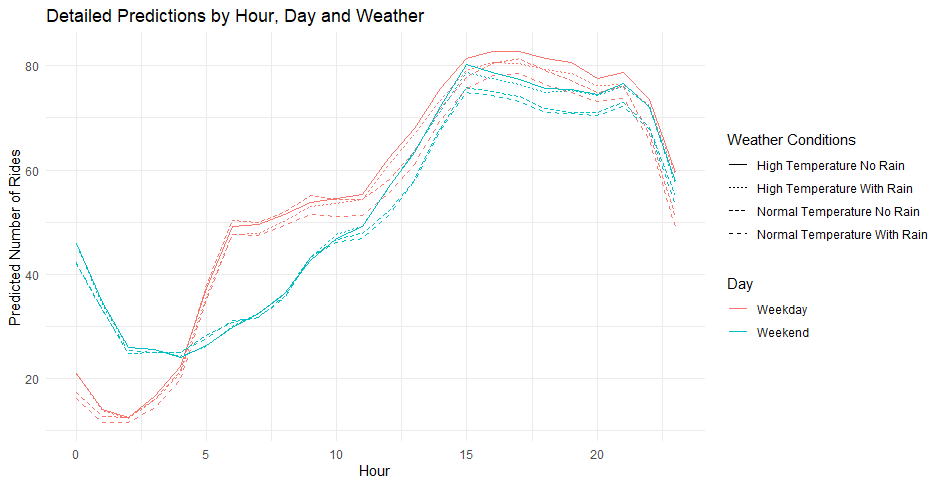 Detailed Predictions by Hour, Day and Weather
Predicted Number of Rides
80
60
40
20
0
5
10
15
20
Hour
Weather Conditions
High Temperature No Rain
High Temperature With Rain
Normal Temperature No Rain
Normal Temperature With Rain
Day
Weekday
Weekend